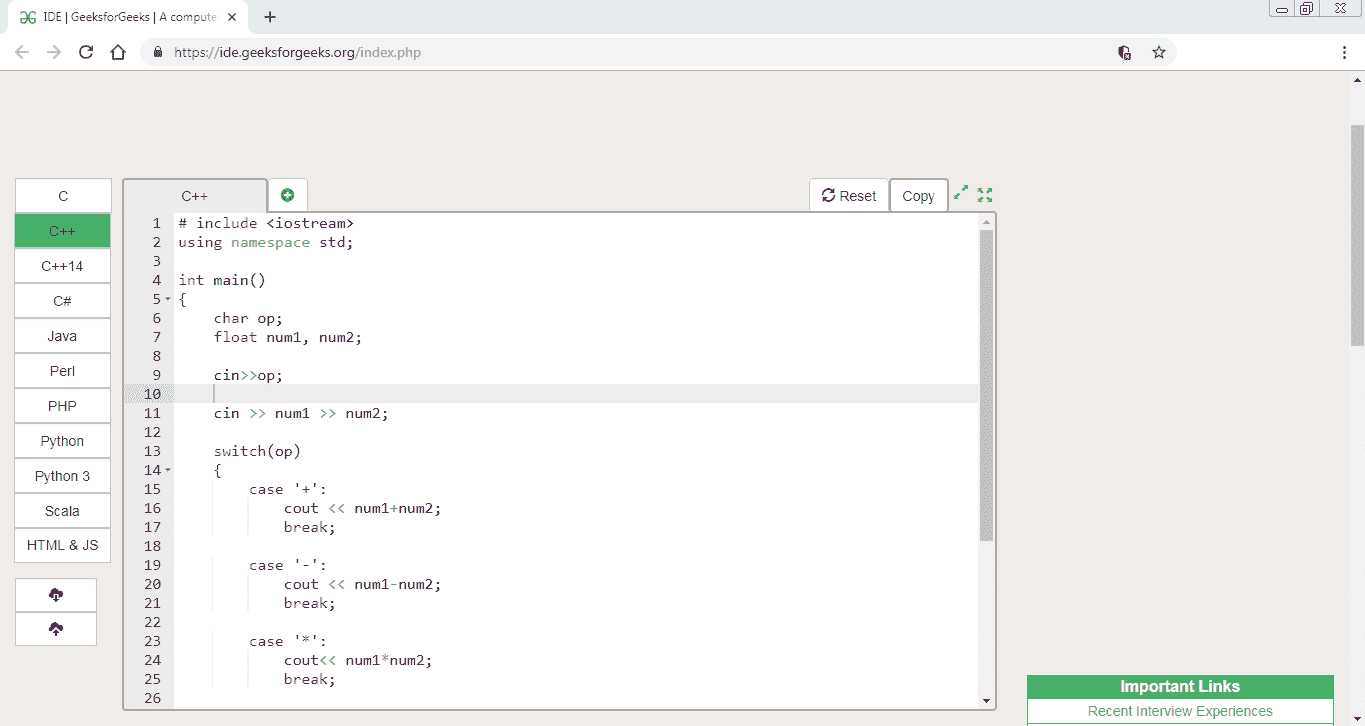 IDE | GeeksforGeeks | A compute
https://ide.geeksforgeeks.org/index.php
C
C++
C++14
C#
Java
Perl
PHP
Python
Python 3
Scala
HTML & JS
C++
Reset
Copy
1 # include <iostream>
2 using namespace std;
3
4 int main()
5 {
6 char op;
7 float num1, num2;
8
9 cin>>op;
10
11 cin >> num1 >> num2;
12
13 switch(op)
14 {
15 case '+':
16 cout << num1+num2;
17 break;
18
19 case '-':
20 cout << num1-num2;
21 break;
22
23 case '*':
24 cout<< num1*num2;
25 break;
26
Important Links
Recent Interview Experiences